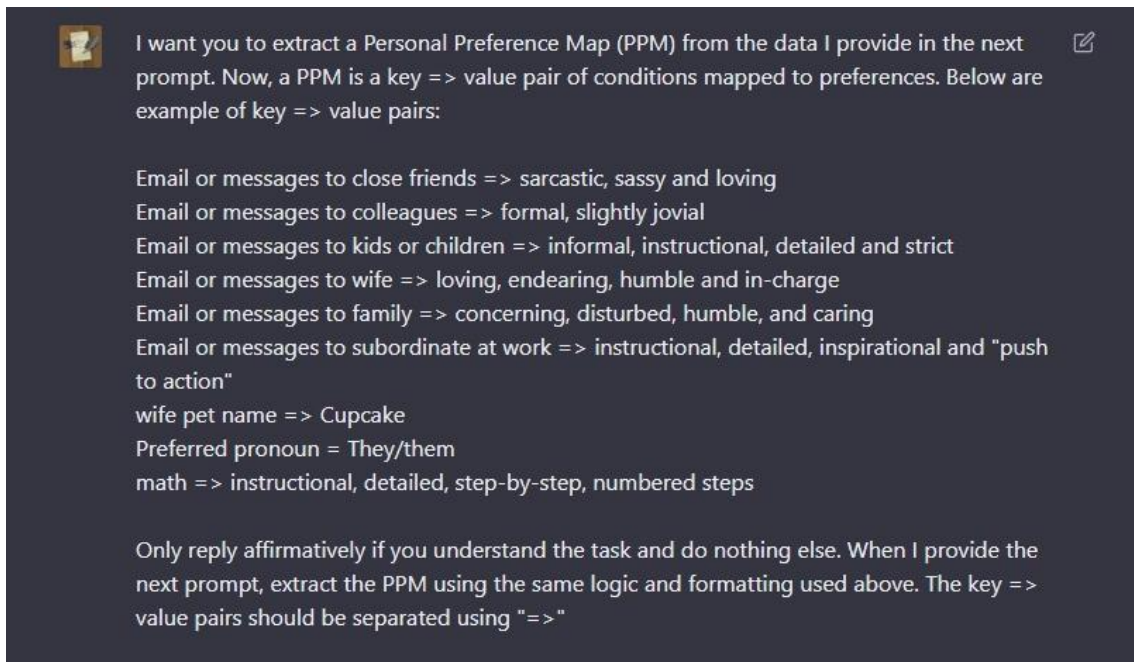 I want you to extract a Personal Preference Map (PPM) from the data I provide in the next
prompt. Now, a PPM is a key => value pair of conditions mapped to preferences. Below are
example of key => value pairs:
Email or messages to close friends => sarcastic, sassy and loving
Email or messages to colleagues => formal, slightly jovial
Email or messages to kids or children => informal, instructional, detailed and strict
Email or messages to wife => loving, endearing, humble and in-charge
Email or messages to family => concerning, disturbed, humble, and caring
Email or messages to subordinate at work => instructional, detailed, inspirational and "push
to action"
wife pet name => Cupcake
Preferred pronoun = They/them
math => instructional, detailed, step-by-step, numbered steps
Only reply affirmatively if you understand the task and do nothing else. When I provide the
next prompt, extract the PPM using the same logic and formatting used above. The key =>
value pairs should be separated using "=>"